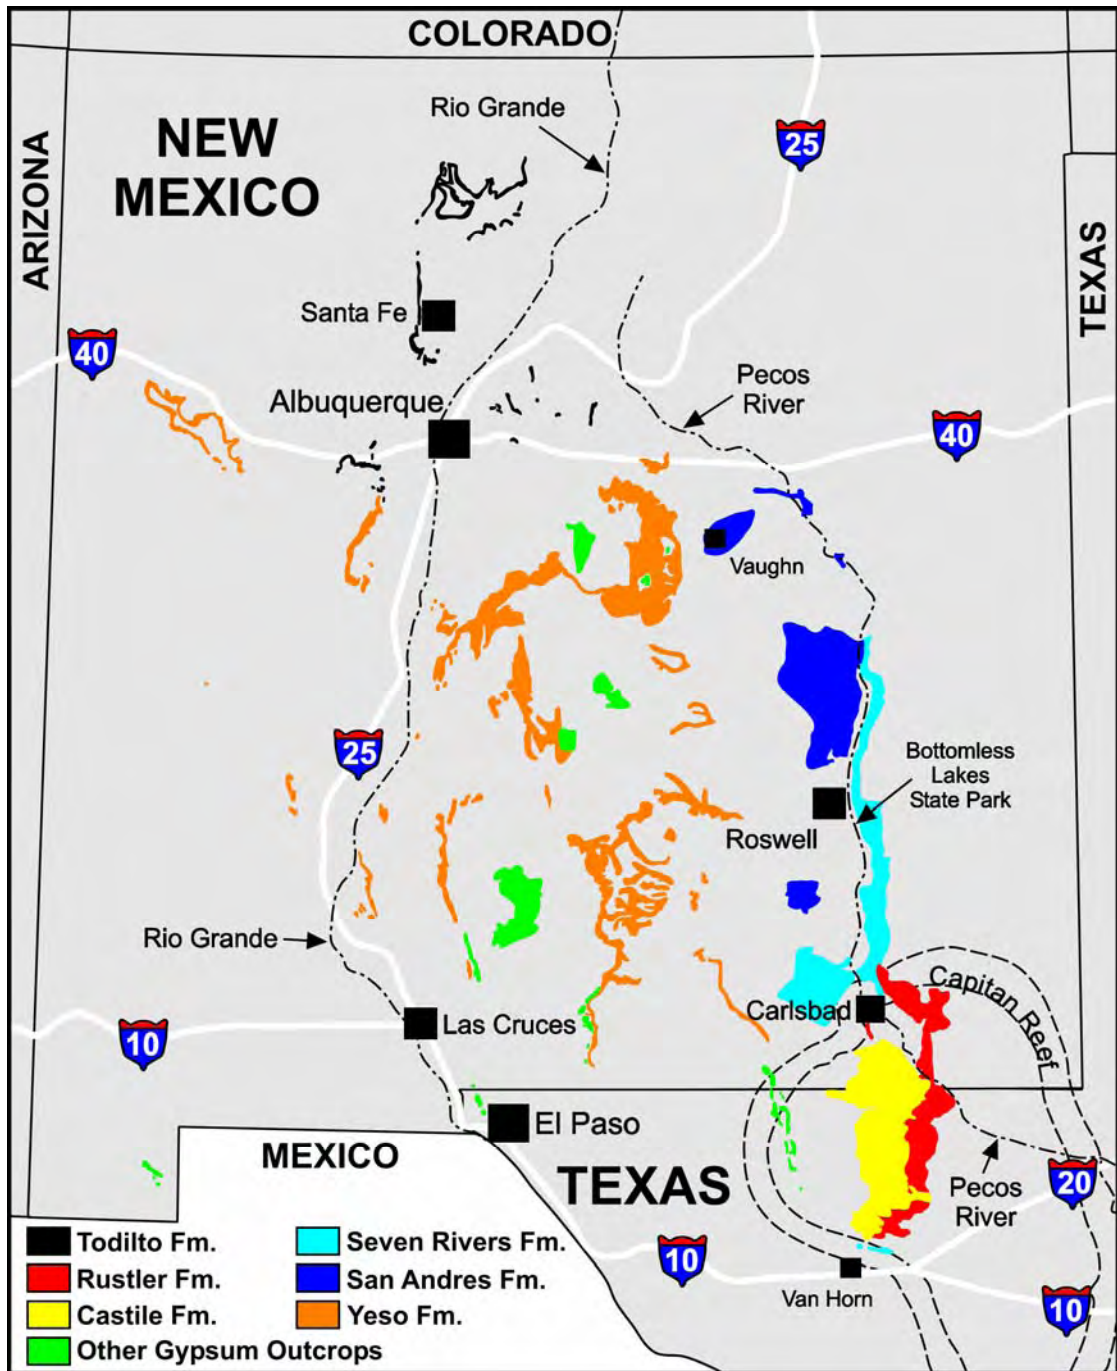 COLORADO
Rio Grande
NEW
MEXICO
ARIZONA
25
TEXAS
Santa Fe
40
Albuquerque
Pecos
River
40
Vaughn
25
Bottomless
Lakes
State Park
Roswell
Rio Grande
Capitan Reef
Carlsbad
10
Las Cruces
El Paso
MEXICO
TEXAS
20
Pecos
River
10
Van Horn
10
Todilto Fm.
Rustler Fm.
Castile Fm.
Other Gypsum Outcrops
Seven Rivers Fm.
San Andres Fm.
Yeso Fm.